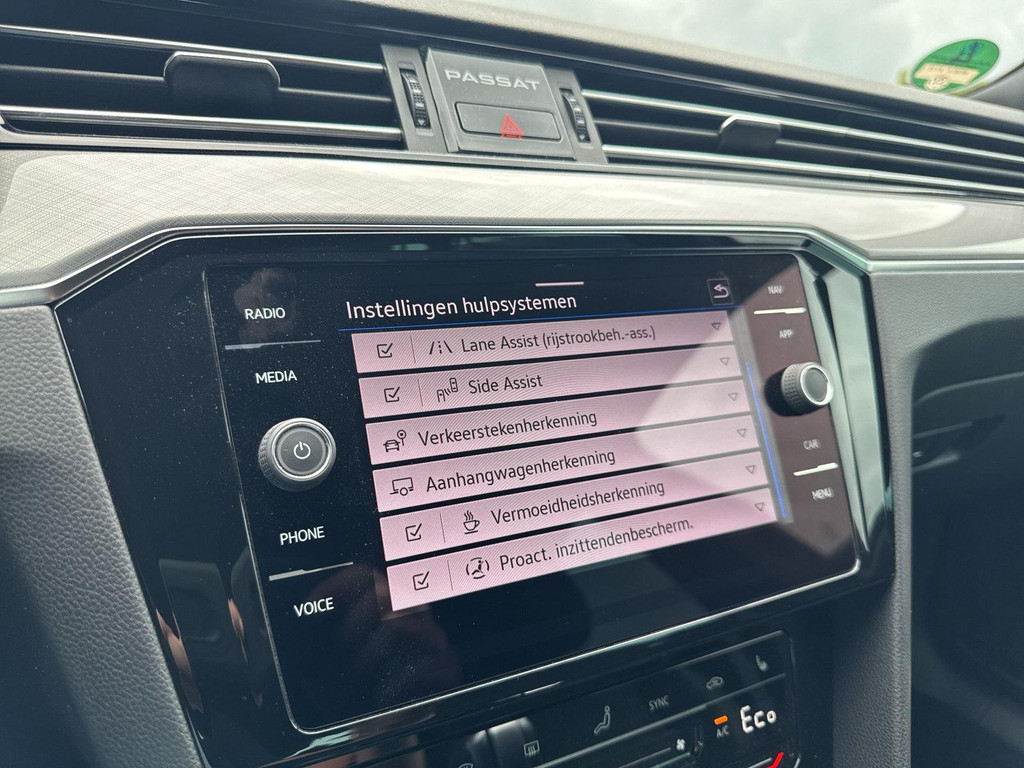 PASSAT
Instellingen hulpsystemen
RADIO
MEDIA
PHONE
VOICE
Lane Assist (rijstrookbeh.-ass.)
Side Assist
Verkeerstekenherkenning
Aanhangwagenherkenning
Vermoeidheidsherkenning
Proact. inzittendenbescherm.
NAV
APP
CAR
MENU
SYNC
A/C
Eco